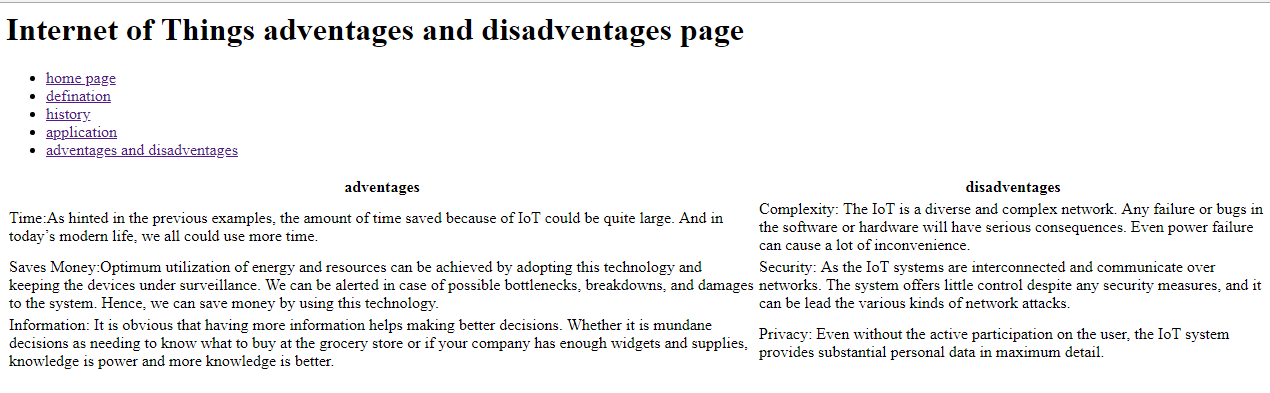 Internet of Things adventages and disadventages page
home page
defination
history
application
adventages and disadventages
adventages
disadventages
Time:As hinted in the previous examples, the amount of time saved because of IoT could be quite large. And in
today’s modern life, we all could use more time.
Complexity: The IoT is a diverse and complex network. Any failure or bugs in
the software or hardware will have serious consequences. Even power failure
can cause a lot of inconvenience.
Saves Money:Optimum utilization of energy and resources can be achieved by adopting this technology and
keeping the devices under surveillance. We can be alerted in case of possible bottlenecks, breakdowns, and damages
to the system. Hence, we can save money by using this technology.
Security: As the IoT systems are interconnected and communicate over
networks. The system offers little control despite any security measures, and it
can be lead the various kinds of network attacks.
Information: It is obvious that having more information helps making better decisions. Whether it is mundane
decisions as needing to know what to buy at the grocery store or if your company has enough widgets and supplies,
knowledge is power and more knowledge is better.
Privacy: Even without the active participation on the user, the IoT system
provides substantial personal data in maximum detail.